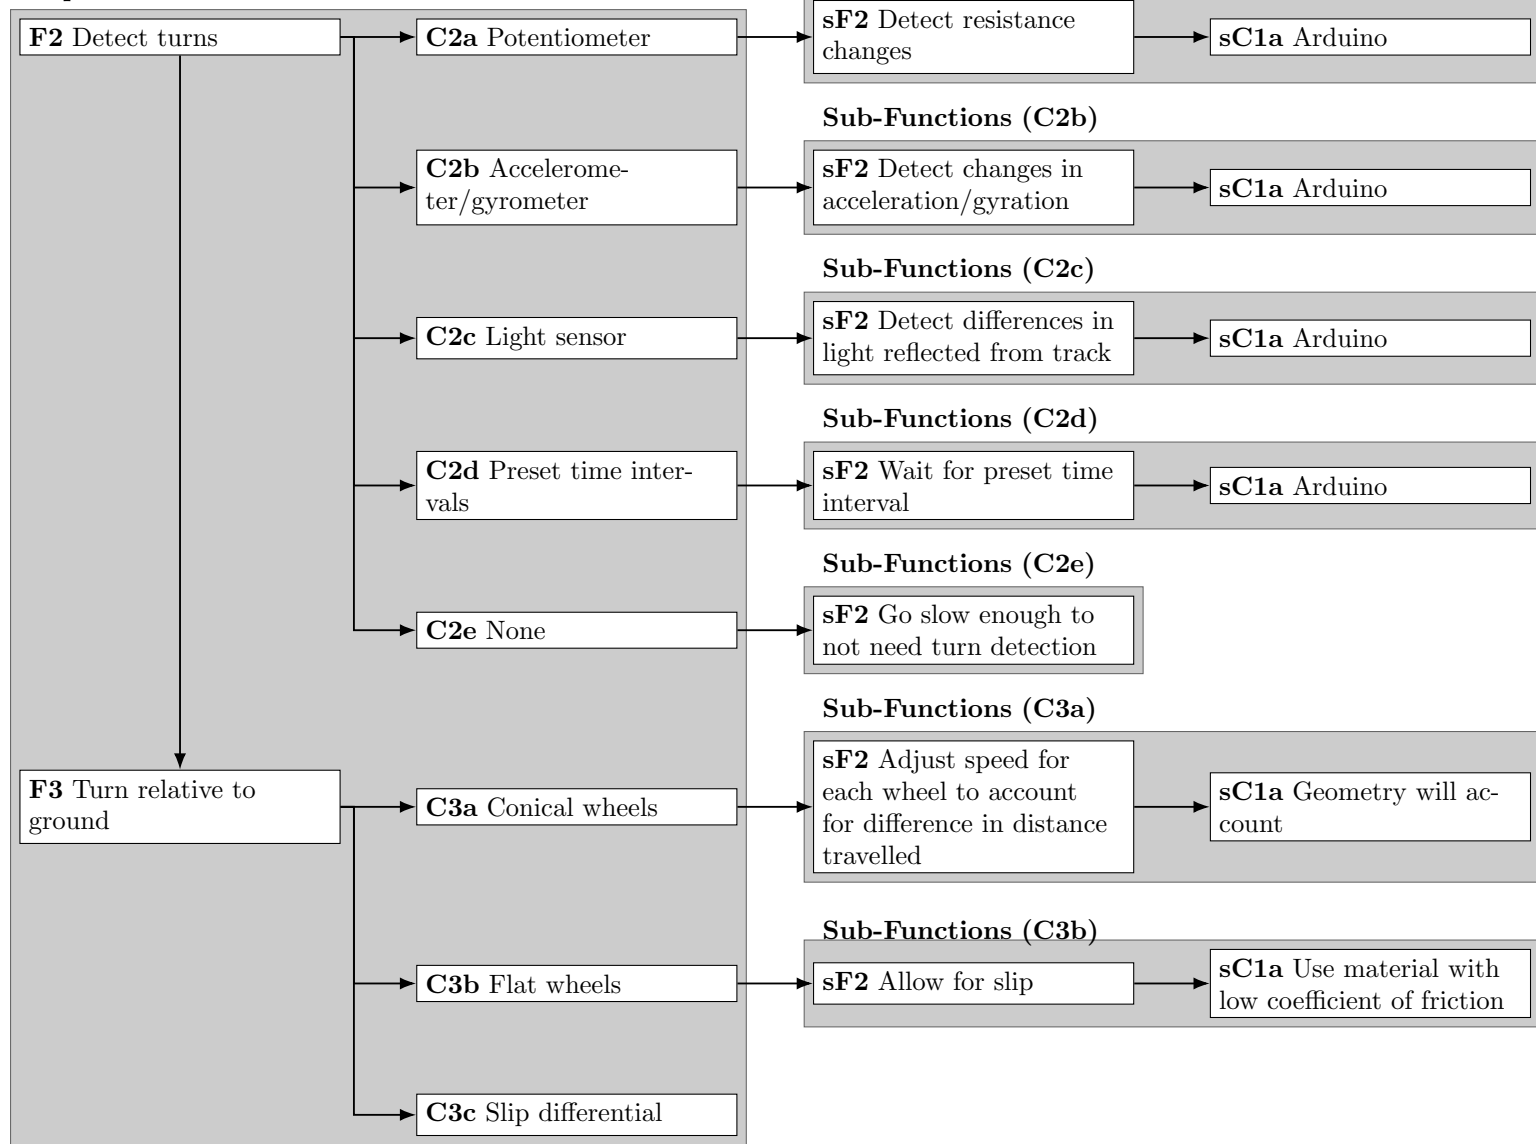 F2 Detect turns
C2a Potentiometer
sF2 Detect resistance
changes
sC1a Arduino
Sub-Functions (C2b)
C2b Accelerome-
ter/gyrometer
sF2 Detect changes in
acceleration/gyration
sC1a Arduino
Sub-Functions (C2c)
C2c Light sensor
sF2 Detect differences in
light reflected from track
sC1a Arduino
Sub-Functions (C2d)
C2d Preset time inter-
vals
sF2 Wait for preset time
interval
sC1a Arduino
Sub-Functions (C2e)
C2e None
sF2 Go slow enough to
not need turn detection
Sub-Functions (C3a)
F3 Turn relative to
ground
C3a Conical wheels
sF2 Adjust speed for
each wheel to account
for difference in distance
travelled
sC1a Geometry will ac-
count
Sub-Functions (C3b)
C3b Flat wheels
sF2 Allow for slip
sC1a Use material with
low coefficient of friction
C3c Slip differential